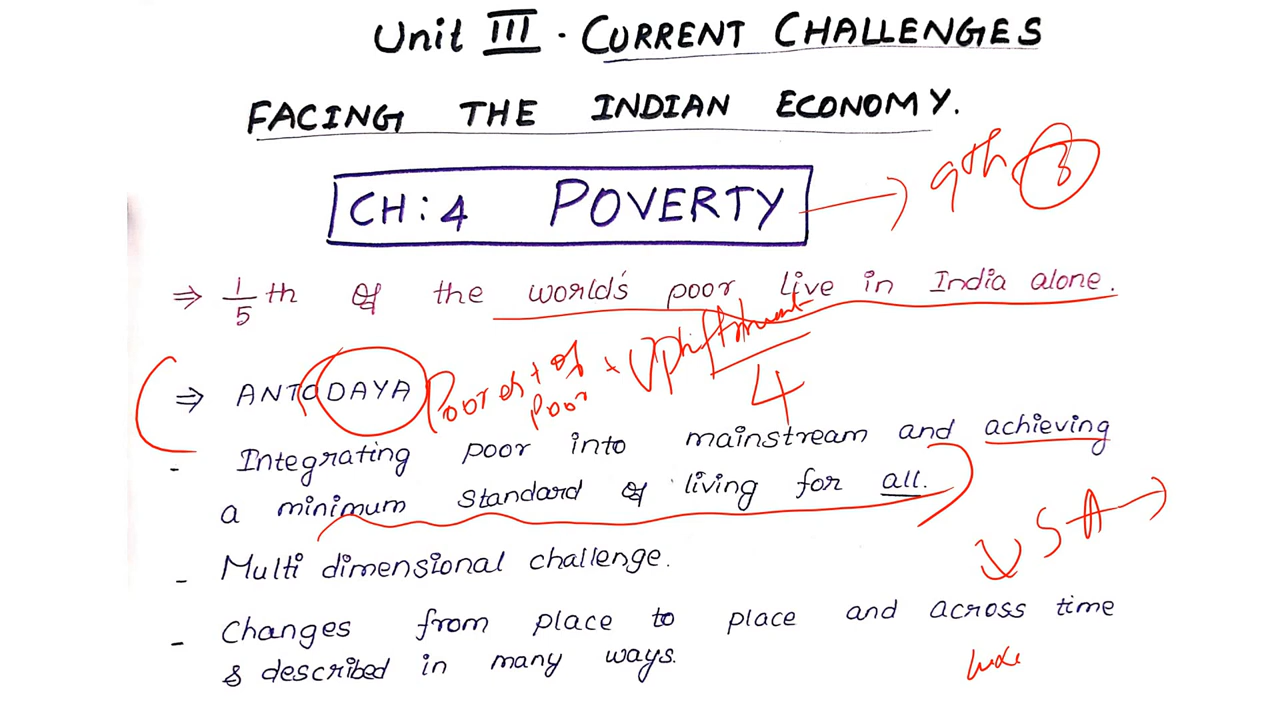 Unit III · CURRENT CHALLENGES
FACING THE INDIAN ECONOMY.
CH: 4 POVERTY → 9th 3
⇒ 1/5 th of the world's poor live in India alone.
⇒ ANTODAYA Poorest of poor Upliftment
4
- Integrating poor into mainstream and achieving
a minimum standard of living for all.
USA →
- Multi dimensional challenge.
- Changes from place to place and across time
& described in many ways.